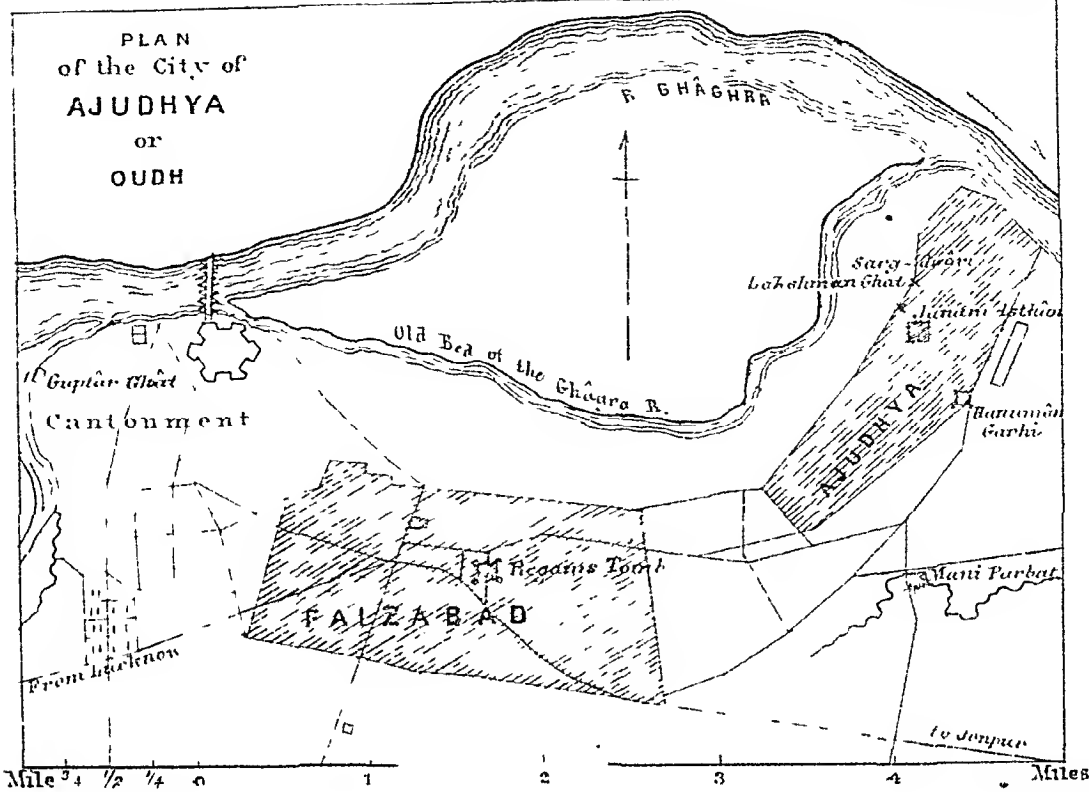 PLAN
of the City of
AJUDHYA
or
OUDH
R GHÂGHRA
Sarg-dwâri
Lakshman Ghat
Old Bed of the Ghâgra R.
Guptâr Ghât
Cantonment
Hanumân
Garhi
AJUDHYA
Begams Tomb
Mani Parbat
FAIZABAD
From Lucknow
to Jonpur
Mile ¾ ½ ¼ 0 1 2 3 4 Miles